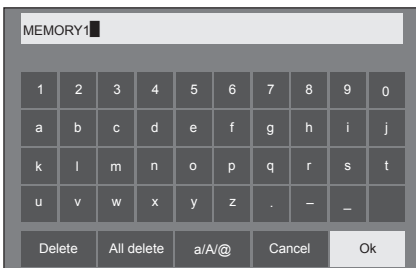 MEMORY1
1 2 3 4 5 6 7 8 9 0
a b c d e f g h i j
k l m n o p q r s t
u v w x y z . – _
Delete All delete a/A/@ Cancel Ok